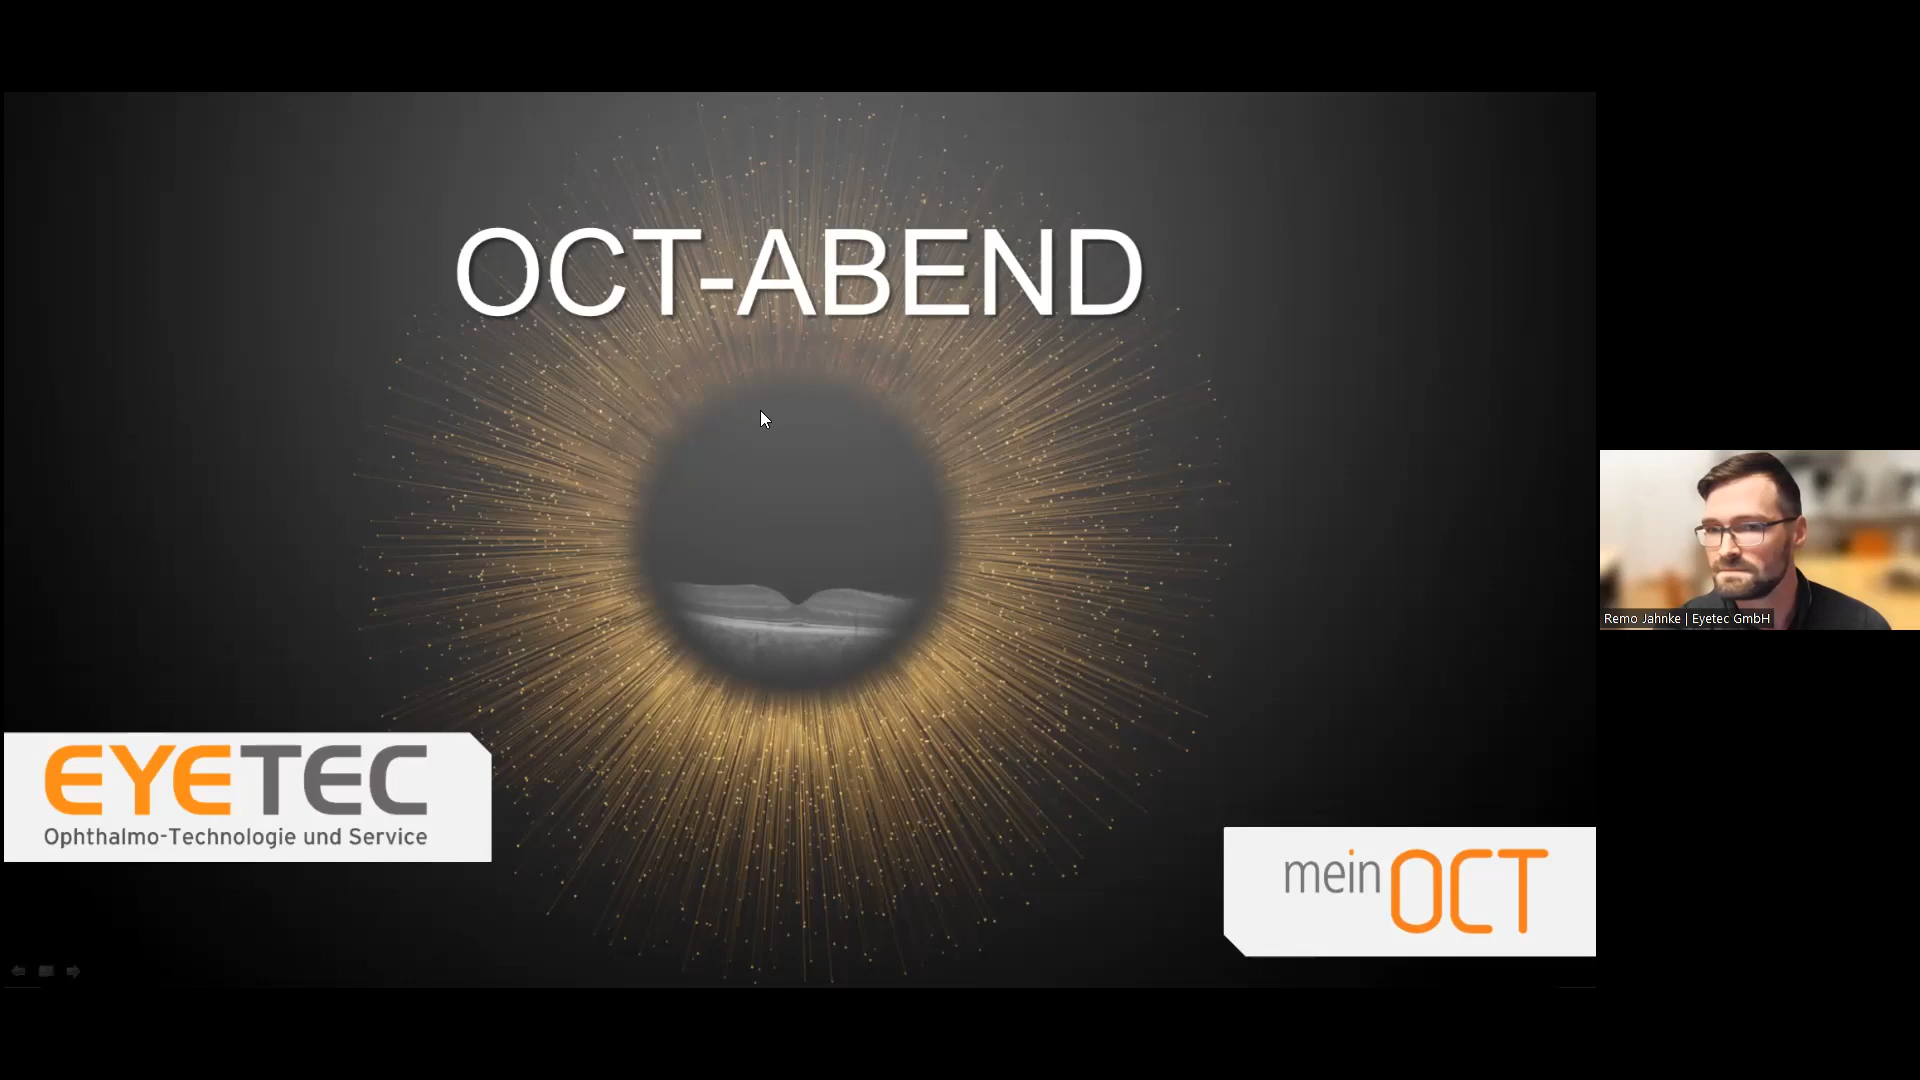 OCT-ABEND
EYETEC
Ophthalmo-Technologie und Service
mein OCT
Remo Jahnke | Eyetec GmbH